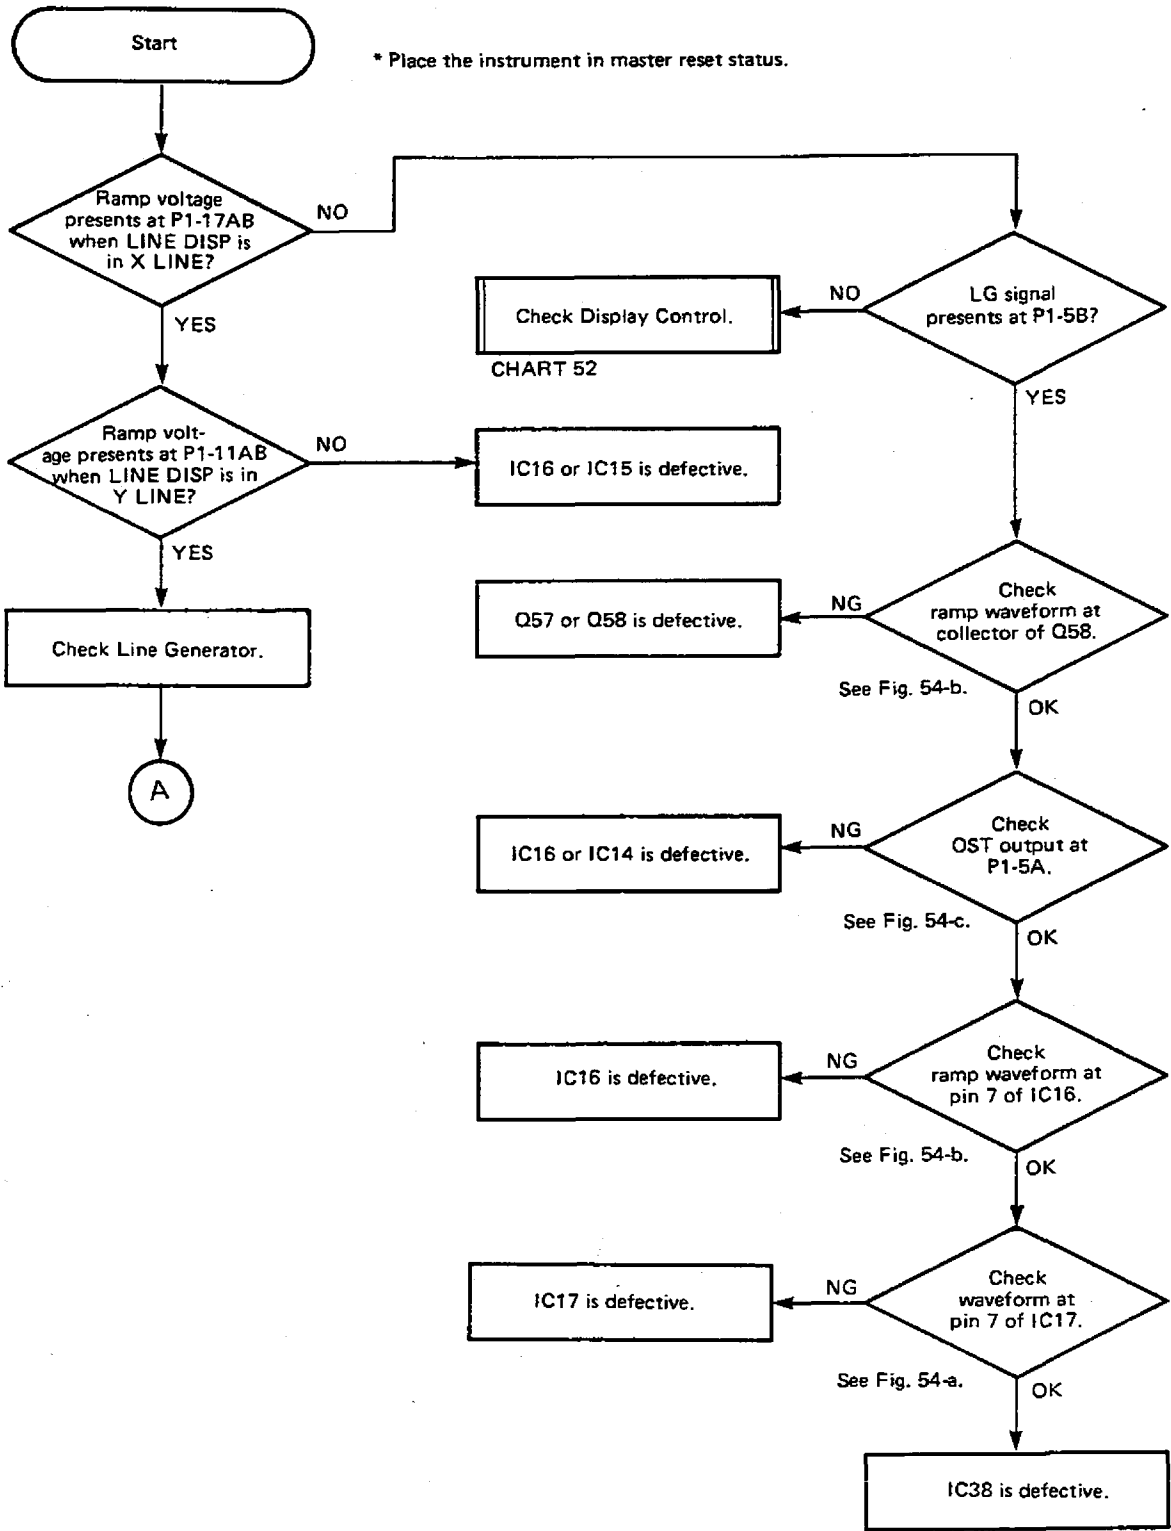 Start
* Place the instrument in master reset status.
Ramp voltage
presents at P1-17AB
when LINE DISP is
in X LINE?
NO
YES
LG signal
presents at P1-5B?
NO
YES
Check Display Control.
CHART 52
Ramp volt-
age presents at P1-11AB
when LINE DISP is in
Y LINE?
NO
YES
IC16 or IC15 is defective.
Check Line Generator.
A
Check
ramp waveform at
collector of Q58.
NG
Q57 or Q58 is defective.
See Fig. 54-b.
OK
Check
OST output at
P1-5A.
NG
IC16 or IC14 is defective.
See Fig. 54-c.
OK
Check
ramp waveform at
pin 7 of IC16.
NG
IC16 is defective.
See Fig. 54-b.
OK
Check
waveform at
pin 7 of IC17.
NG
IC17 is defective.
See Fig. 54-a.
OK
IC38 is defective.